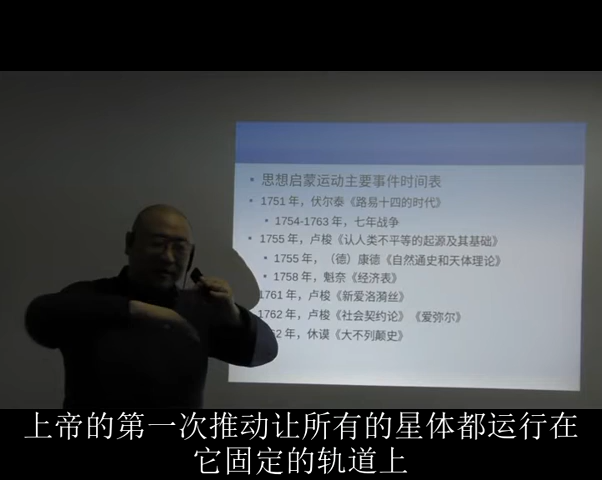 思想启蒙运动主要事件时间表
1751 年，伏尔泰《路易十四的时代》
1754-1763 年，七年战争
1755 年，卢梭《认人类不平等的起源及其基础》
1755 年，（德）康德《自然通史和天体理论》
1758 年，魁奈《经济表》
1761 年，卢梭《新爱洛漪丝》
1762 年，卢梭《社会契约论》《爱弥尔》
62 年，休谟《大不列颠史》
上帝的第一次推动让所有的星体都运行在
它固定的轨道上